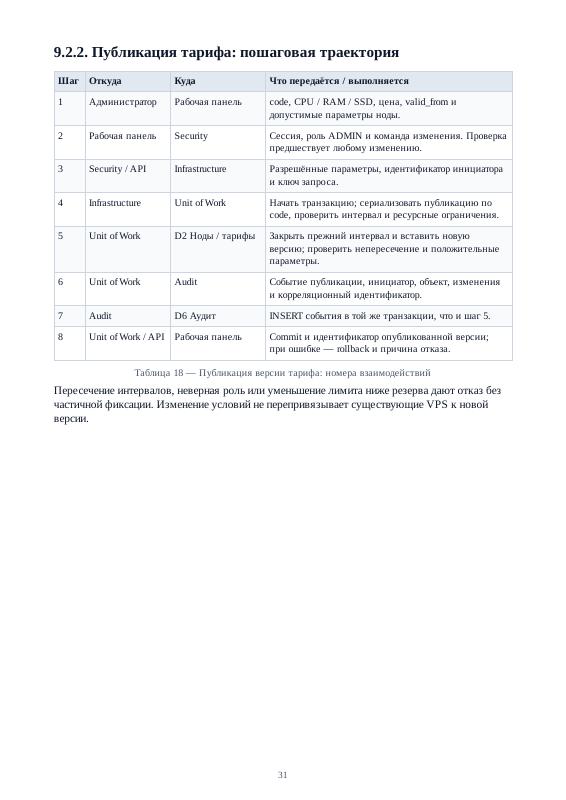 9.2.2. Публикация тарифа: пошаговая траектория
Шаг Откуда Куда Что передаётся / выполняется
1 Администратор Рабочая панель code, CPU / RAM / SSD, цена, valid_from и
допустимые параметры ноды.
2 Рабочая панель Security Сессия, роль ADMIN и команда изменения. Проверка
предшествует любому изменению.
3 Security / API Infrastructure Разрешённые параметры, идентификатор инициатора
и ключ запроса.
4 Infrastructure Unit of Work Начать транзакцию; сериализовать публикацию по
code, проверить интервал и ресурсные ограничения.
5 Unit of Work D2 Ноды / тарифы Закрыть прежний интервал и вставить новую
версию; проверить непересечение и положительные
параметры.
6 Unit of Work Audit Событие публикации, инициатор, объект, изменения
и корреляционный идентификатор.
7 Audit D6 Аудит INSERT события в той же транзакции, что и шаг 5.
8 Unit of Work / API Рабочая панель Commit и идентификатор опубликованной версии;
при ошибке — rollback и причина отказа.
Таблица 18 — Публикация версии тарифа: номера взаимодействий
Пересечение интервалов, неверная роль или уменьшение лимита ниже резерва дают отказ без
частичной фиксации. Изменение условий не перепривязывает существующие VPS к новой
версии.
31